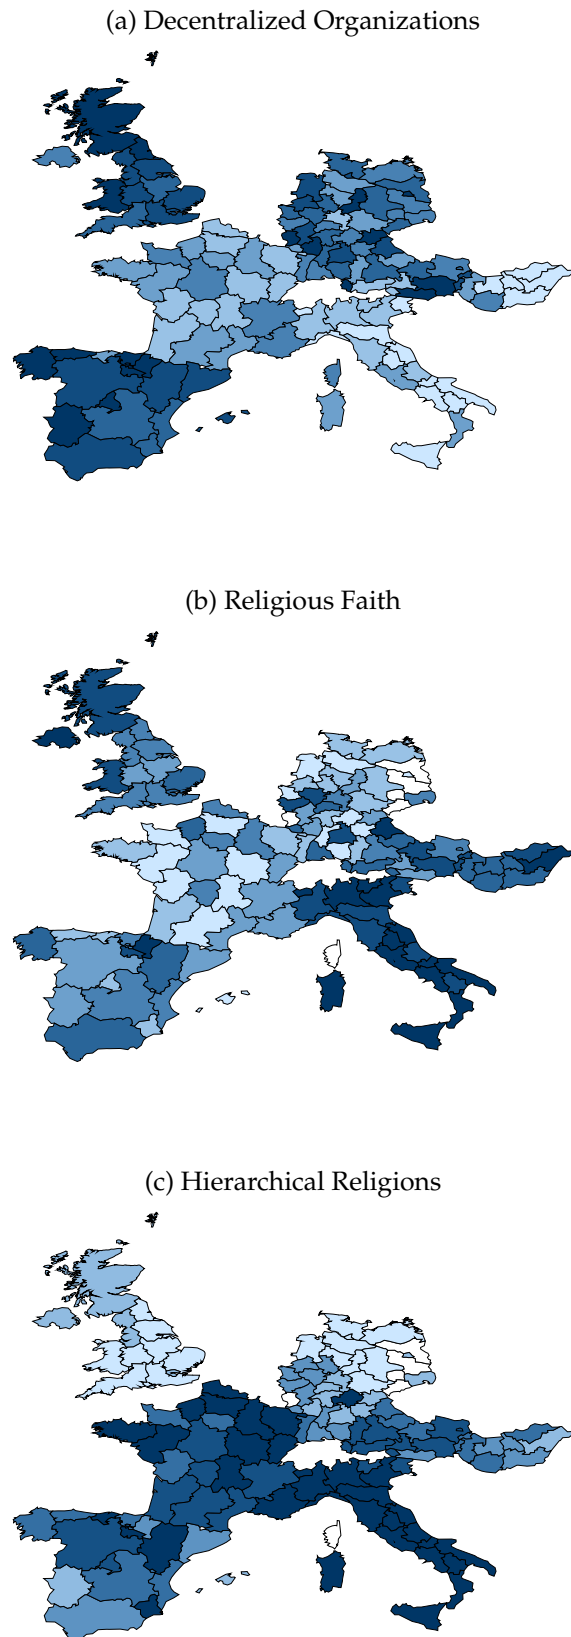 (a) Decentralized Organizations
(b) Religious Faith
(c) Hierarchical Religions